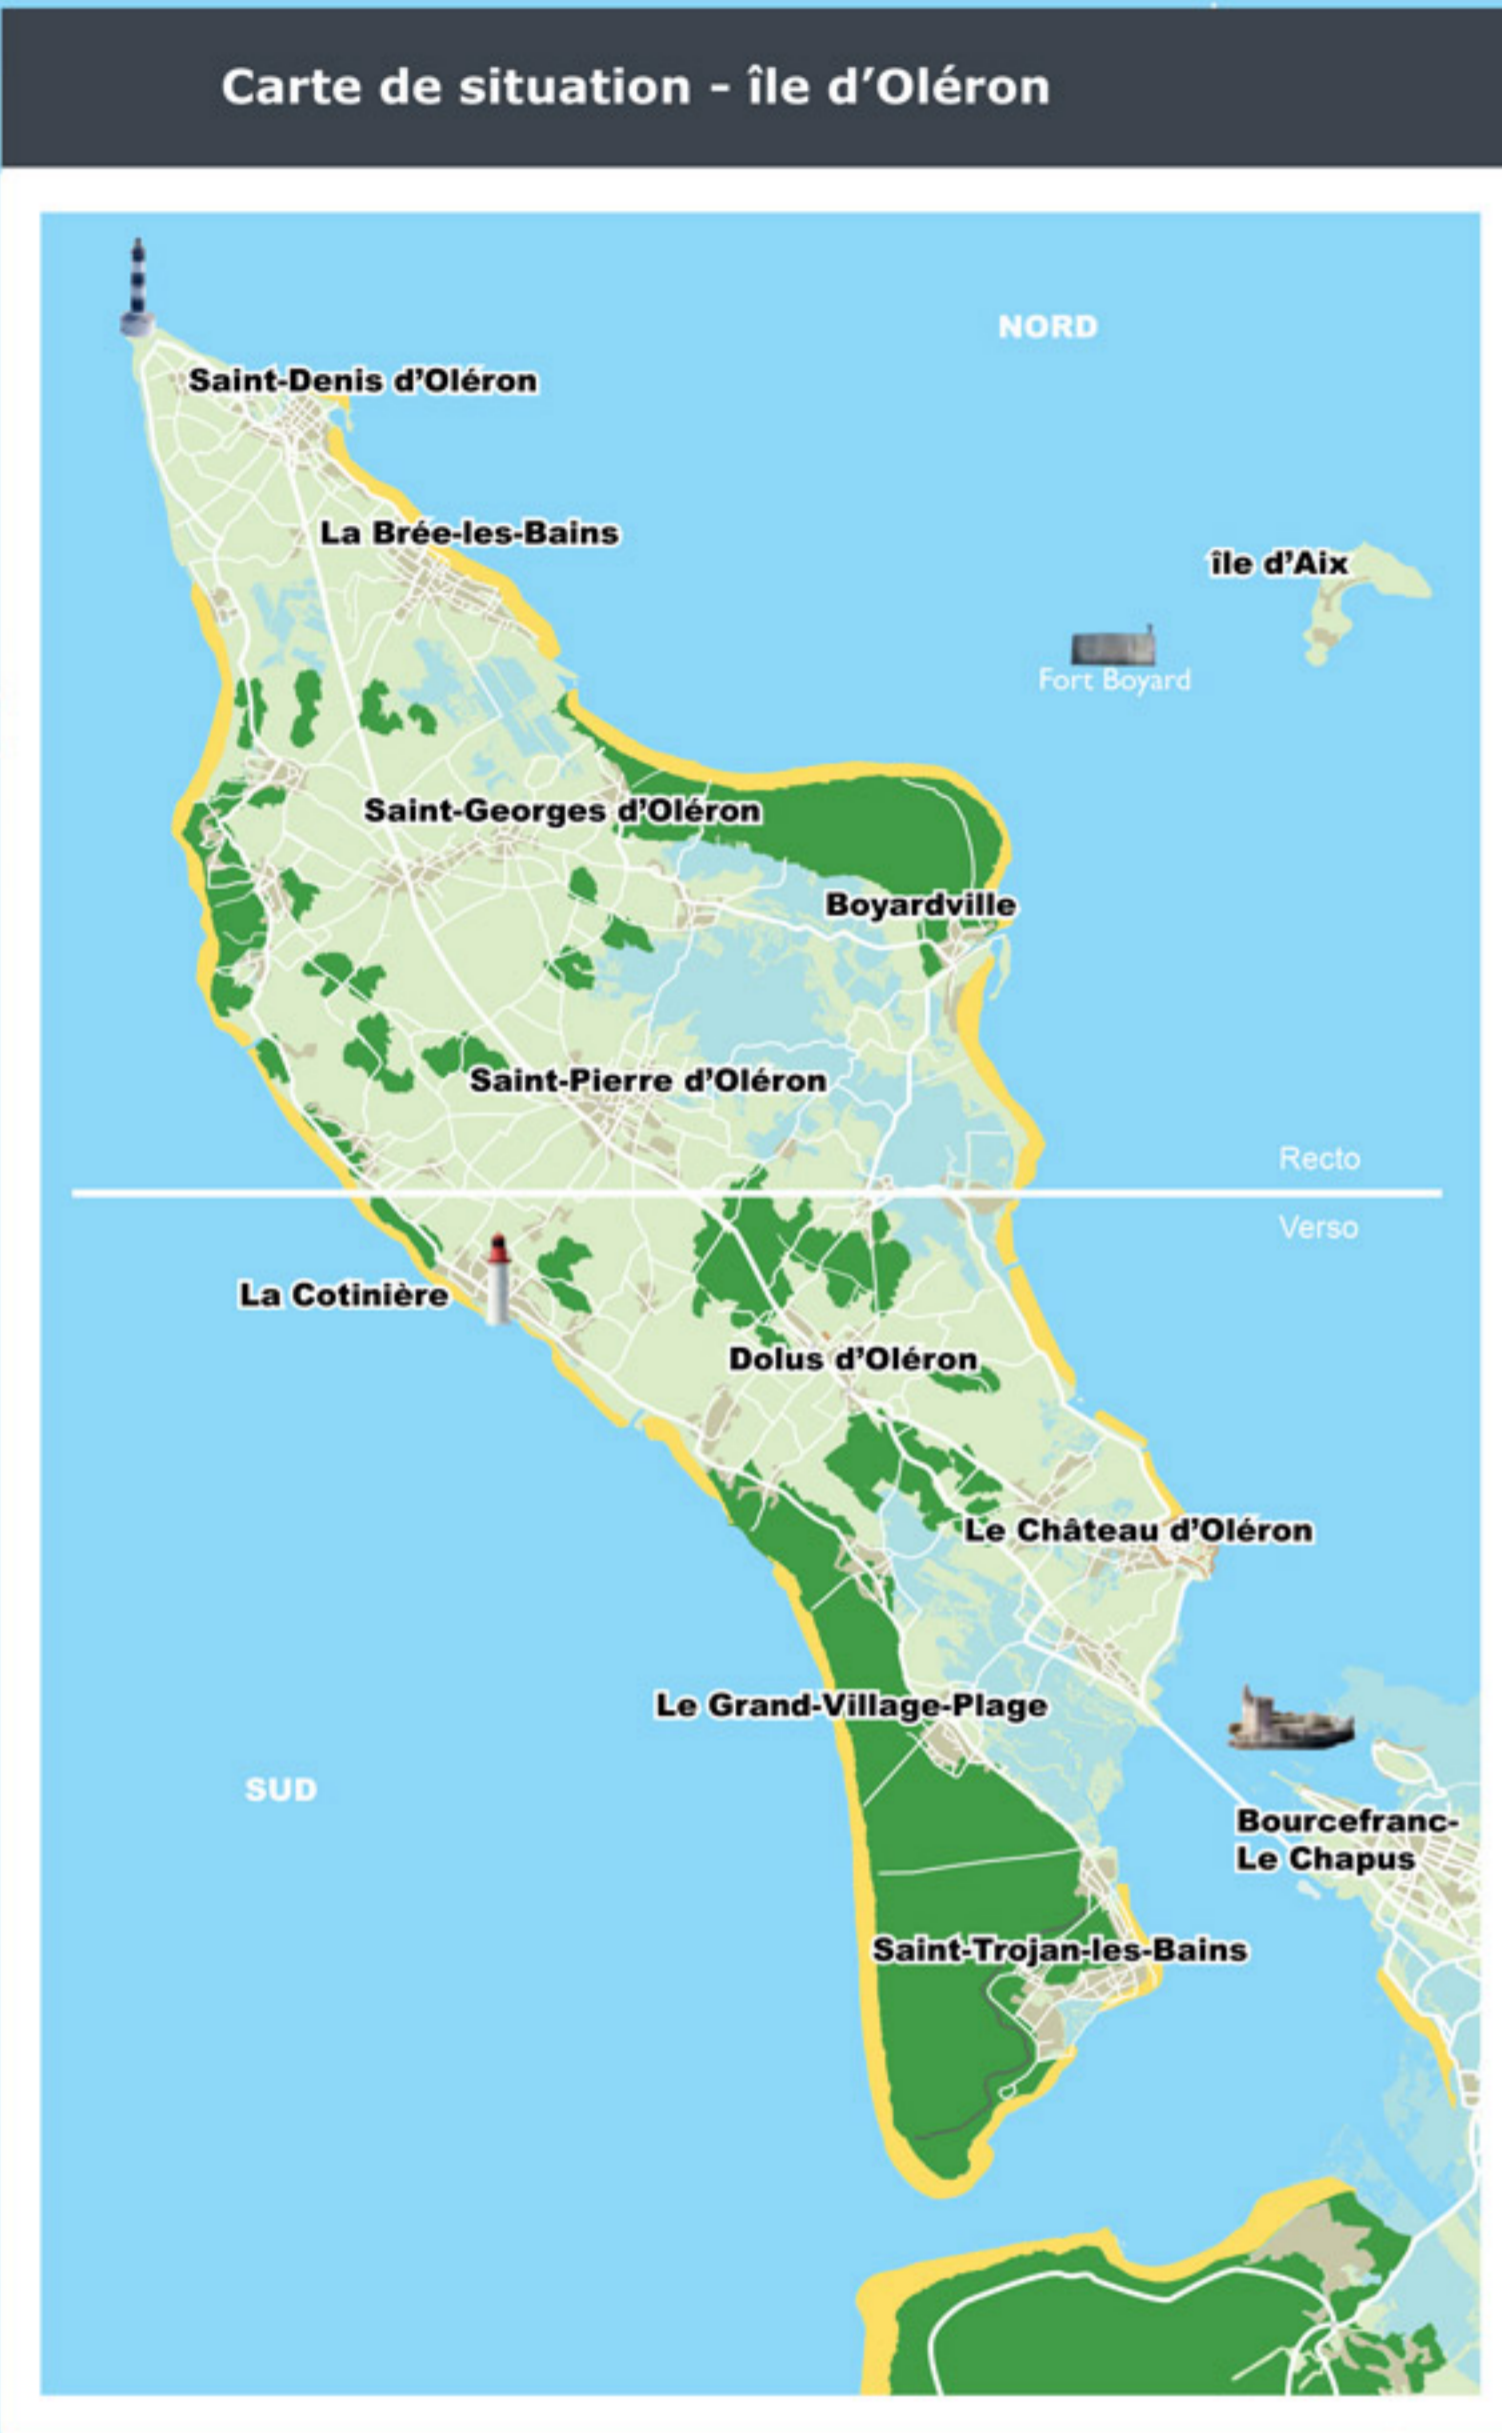 Carte de situation - île d'Oléron
NORD
Saint-Denis d'Oléron
La Brée-les-Bains
île d'Aix
Fort Boyard
Saint-Georges d'Oléron
Boyardville
Saint-Pierre d'Oléron
Recto
Verso
La Cotinière
Dolus d'Oléron
Le Château d'Oléron
Le Grand-Village-Plage
SUD
Bourcefranc-
Le Chapus
Saint-Trojan-les-Bains